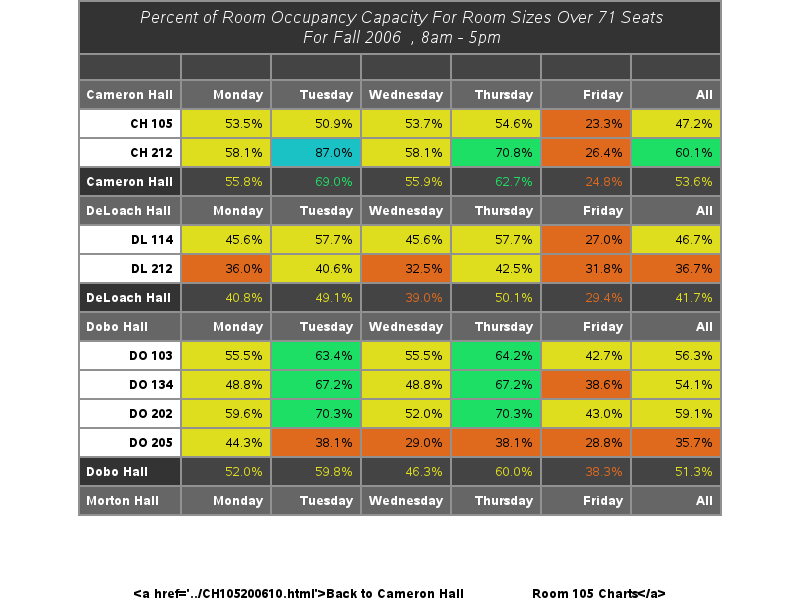 Percent of Room Occupancy Capacity For Room Sizes Over 71 Seats
For Fall 2006 , 8am - 5pm
Cameron Hall Monday Tuesday Wednesday Thursday Friday All
CH 105 53.5% 50.9% 53.7% 54.6% 23.3% 47.2%
CH 212 58.1% 87.0% 58.1% 70.8% 26.4% 60.1%
Cameron Hall 55.8% 69.0% 55.9% 62.7% 24.8% 53.6%
DeLoach Hall Monday Tuesday Wednesday Thursday Friday All
DL 114 45.6% 57.7% 45.6% 57.7% 27.0% 46.7%
DL 212 36.0% 40.6% 32.5% 42.5% 31.8% 36.7%
DeLoach Hall 40.8% 49.1% 39.0% 50.1% 29.4% 41.7%
Dobo Hall Monday Tuesday Wednesday Thursday Friday All
DO 103 55.5% 63.4% 55.5% 64.2% 42.7% 56.3%
DO 134 48.8% 67.2% 48.8% 67.2% 38.6% 54.1%
DO 202 59.6% 70.3% 52.0% 70.3% 43.0% 59.1%
DO 205 44.3% 38.1% 29.0% 38.1% 28.8% 35.7%
Dobo Hall 52.0% 59.8% 46.3% 60.0% 38.3% 51.3%
Morton Hall Monday Tuesday Wednesday Thursday Friday All
<a href='../CH105200610.html'>Back to Cameron Hall Room 105 Charts</a>